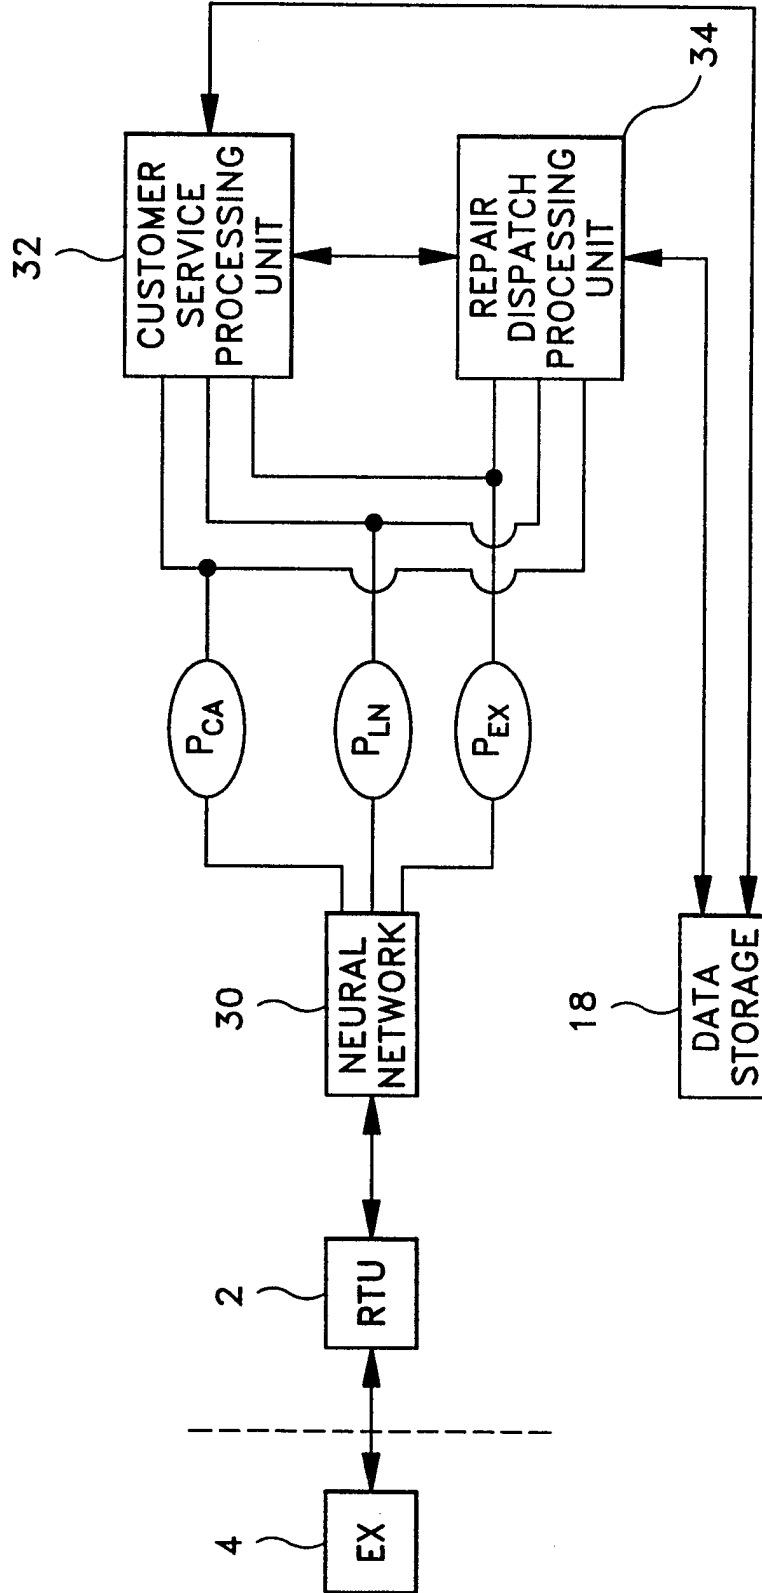 4
EX
2
RTU
30
NEURAL
NETWORK
P_CA
P_LN
P_EX
32
CUSTOMER
SERVICE
PROCESSING
UNIT
34
REPAIR
DISPATCH
PROCESSING
UNIT
18
DATA
STORAGE